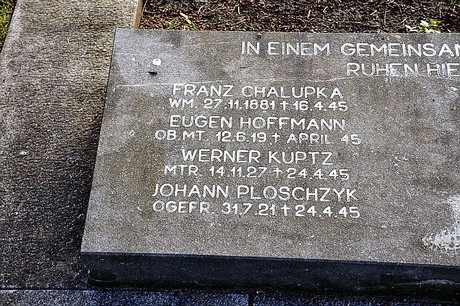 IN EINEM
RUHEN
FRANZ CHALUPKA
WM. 27.11.1881 † 16.4.45
EUGEN HOFFMANN
OB.MT. 12.6.19 † APRIL 45
WERNER KUPTZ
MTR. 14.11.27 † 24.4.45
JOHANN PLOSCHZYK
OGEFR. 31.7.21 † 24.4.45